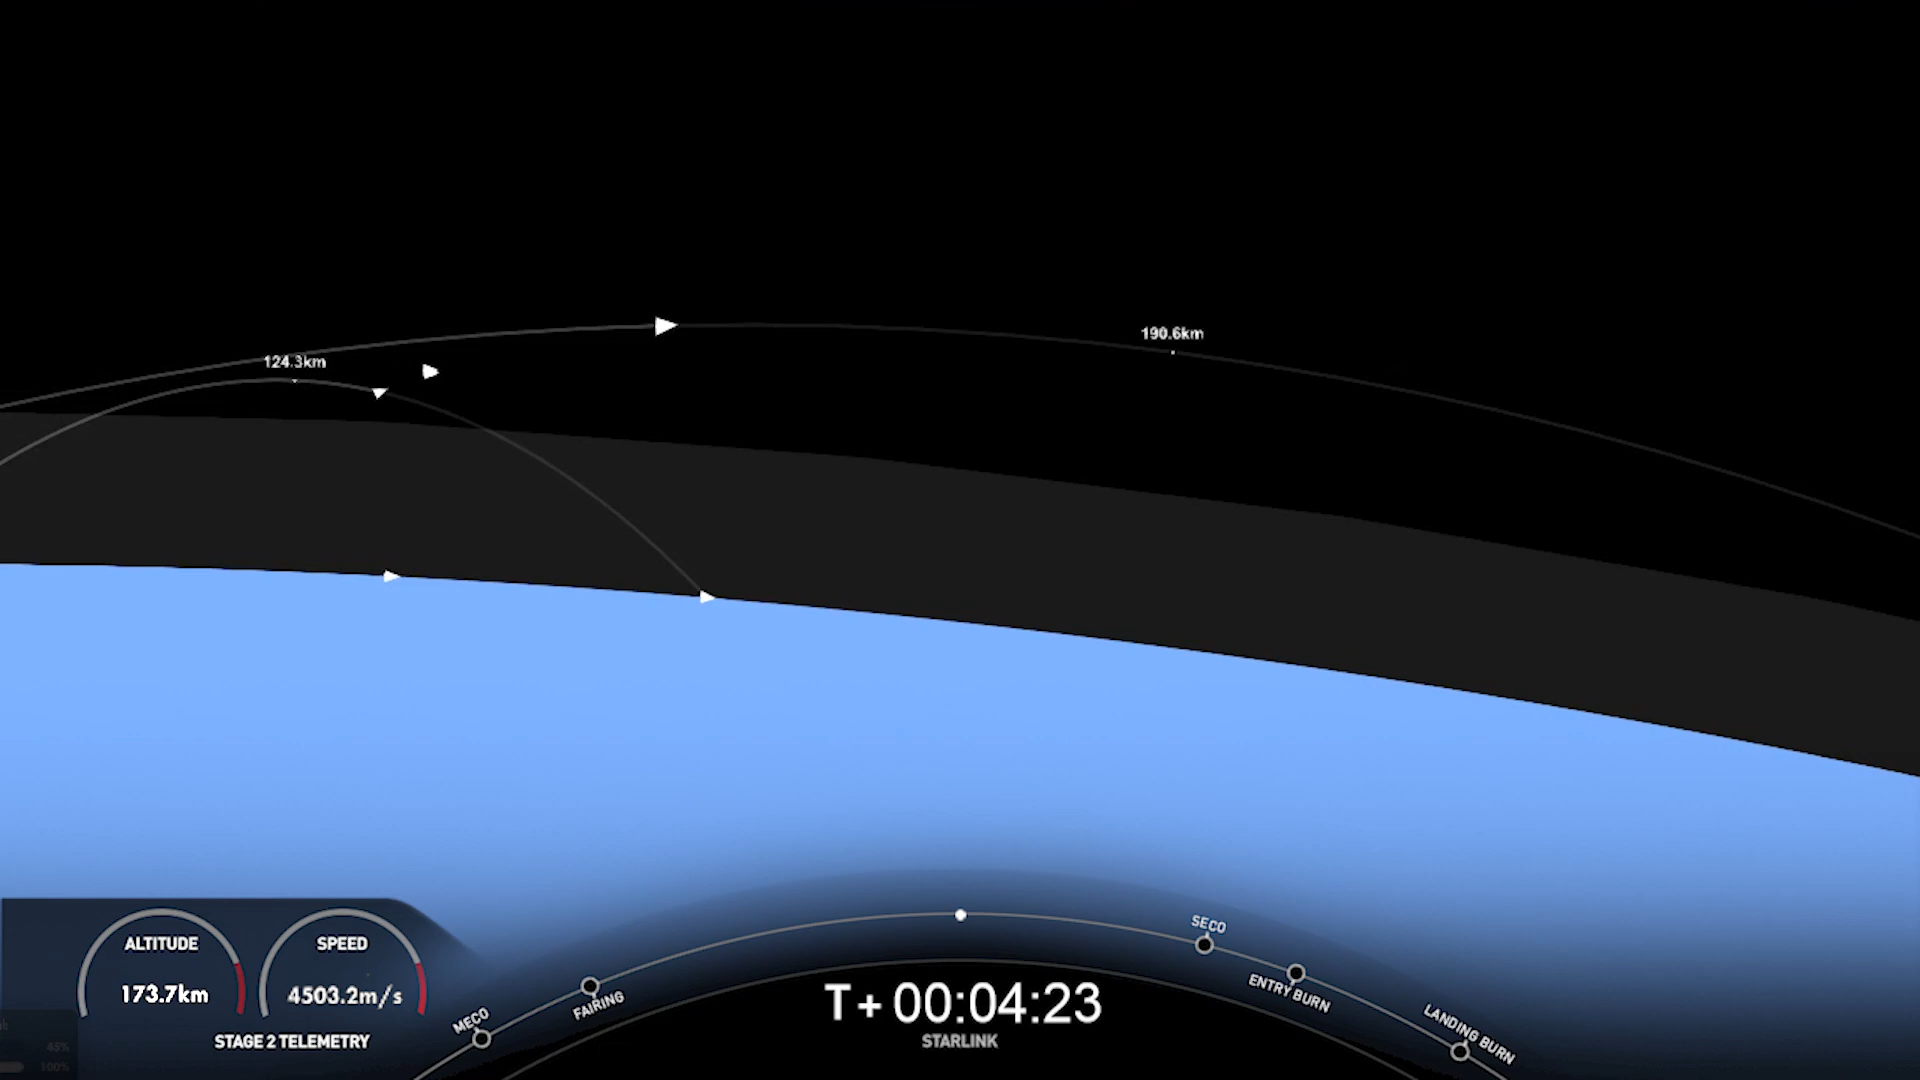 190.6km
124.3km
ALTITUDE
173.7km
SPEED
4503.2m/s
STAGE 2 TELEMETRY
MECO
FAIRING
SECO
ENTRY BURN
LANDING BURN
T+ 00:04:23
STARLINK
100%